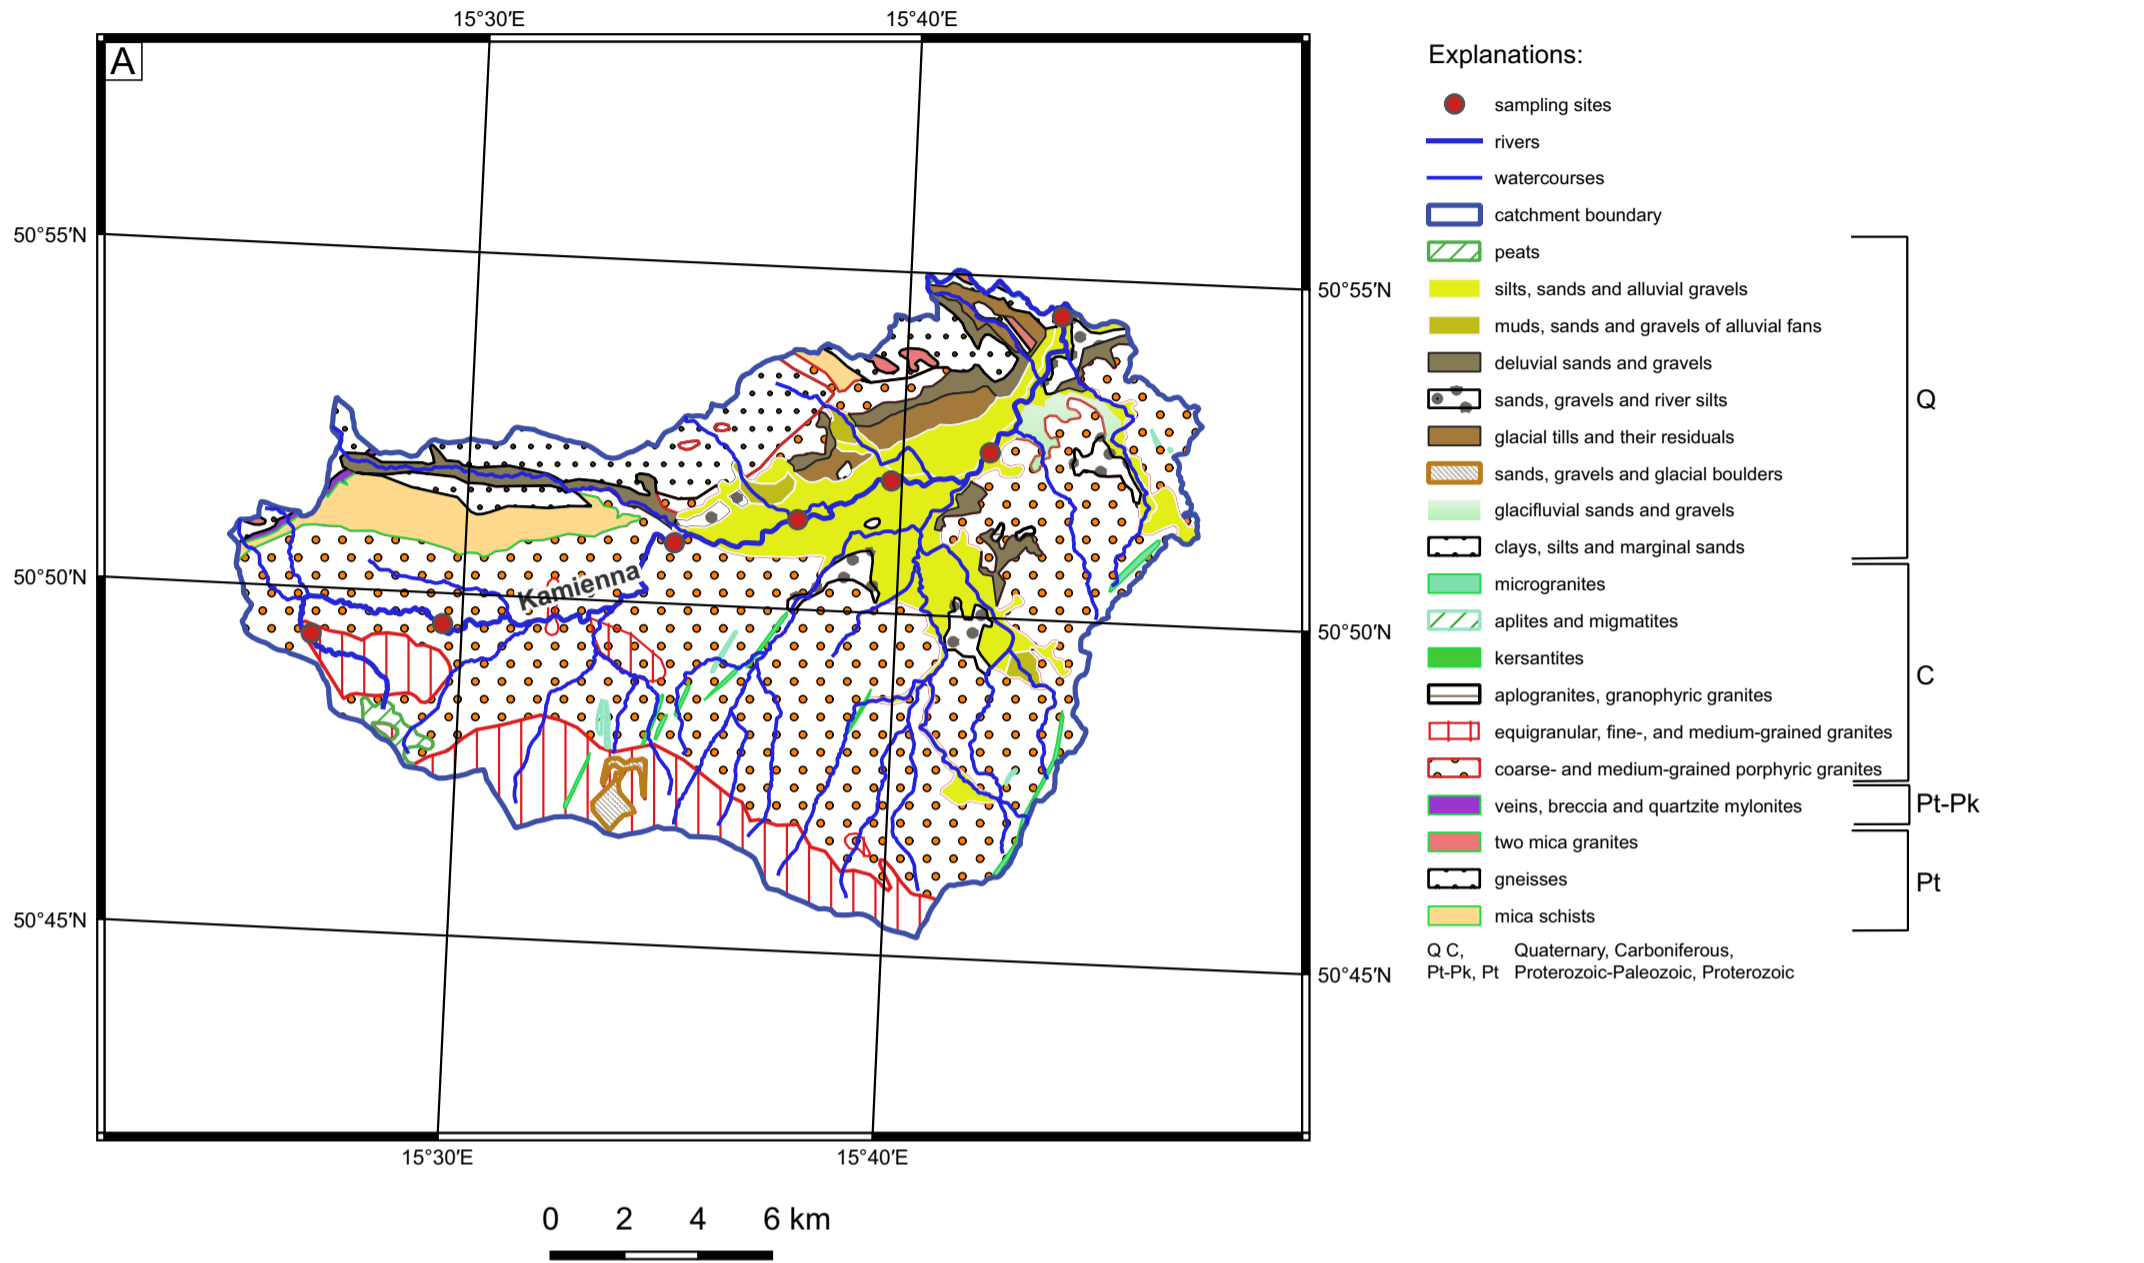 15°30′E
15°40′E
A
50°55′N
50°55′N
50°50′N
Kamienna
50°50′N
50°45′N
50°45′N
15°30′E
15°40′E
0 2 4 6 km
Explanations:
sampling sites
rivers
watercourses
catchment boundary
peats
silts, sands and alluvial gravels
muds, sands and gravels of alluvial fans
deluvial sands and gravels
sands, gravels and river silts
glacial tills and their residuals
sands, gravels and glacial boulders
glacifluvial sands and gravels
clays, silts and marginal sands
Q
microgranites
aplites and migmatites
kersantites
aplogranites, granophyric granites
equigranular, fine-, and medium-grained granites
coarse- and medium-grained porphyric granites
C
veins, breccia and quartzite mylonites
Pt-Pk
two mica granites
gneisses
mica schists
Pt
Q C, Quaternary, Carboniferous,
Pt-Pk, Pt Proterozoic-Paleozoic, Proterozoic